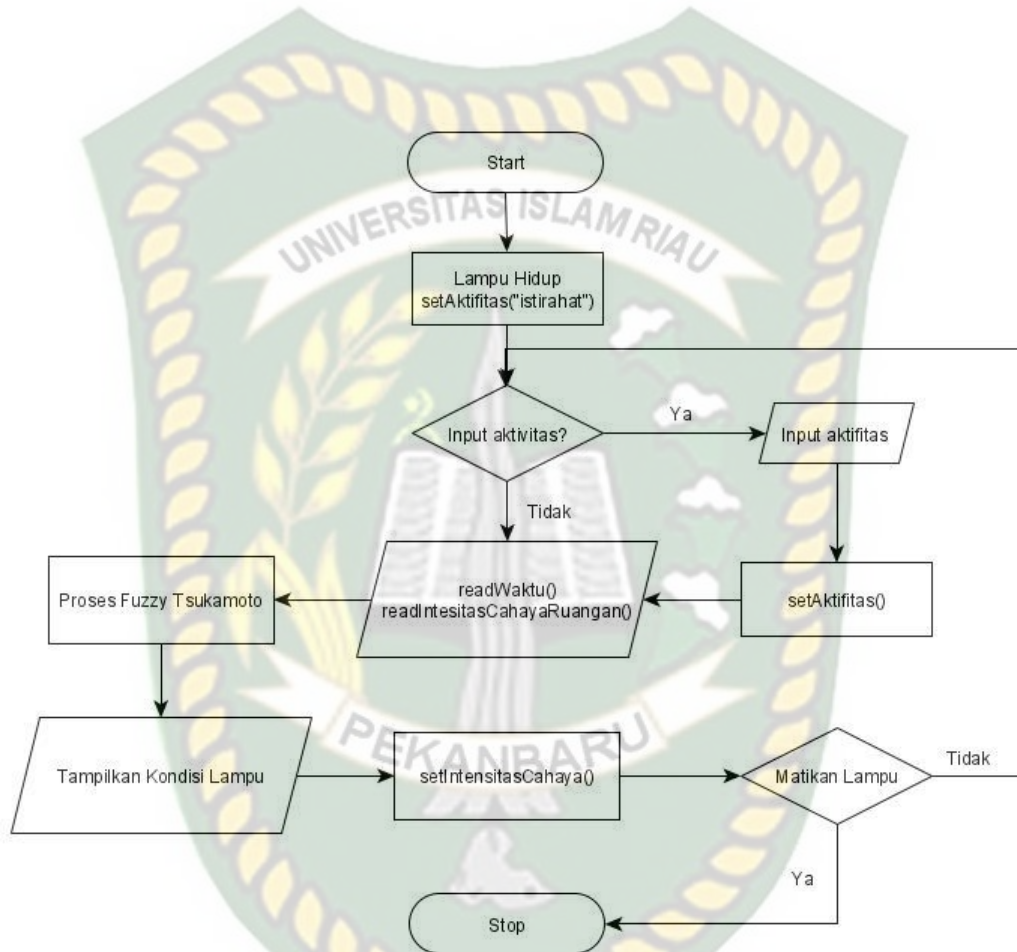 Start
UNIVERSITAS ISLAM RIAU
Lampu Hidup
setAktifitas("istirahat")
Input aktivitas?
Ya
Input aktifitas
Tidak
readWaktu()
readIntesitasCahayaRuangan()
setAktifitas()
Proses Fuzzy Tsukamoto
PEKANBARU
Tampilkan Kondisi Lampu
setIntensitasCahaya()
Matikan Lampu
Tidak
Ya
Stop